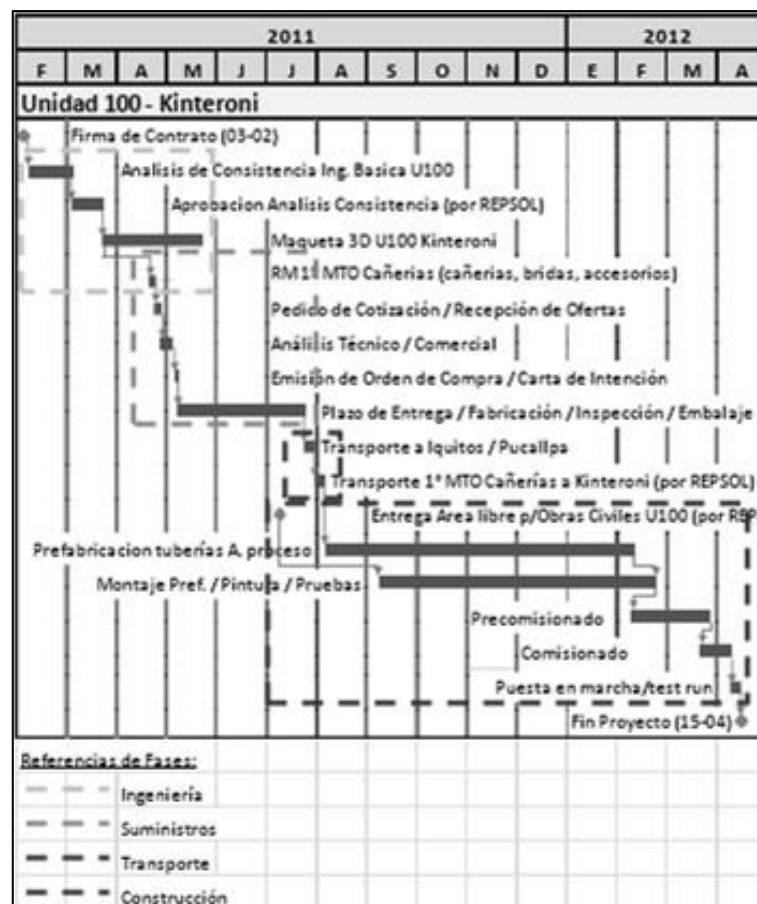 2011 2012
F M A M J J A S O N D E F M A
Unidad 100 - Kinteroni
Firma de Contrato (03-02)
Analisis de Consistencia Ing. Basica U100
Aprobacion Analisis Consistencia (por REPSOL)
Maqueta 3D U100 Kinteroni
RM 1° MTO Cañerias (cañerias, bridas, accesorios)
Pedido de Cotización / Recepción de Ofertas
Análisis Técnico / Comercial
Emisión de Orden de Compra / Carta de Intención
Plazo de Entrega / Fabricación / Inspección / Embalaje
Transporte a Iquitos / Pucallpa
Transporte 1° MTO Cañerías a Kinteroni (por REPSOL)
Entrega Area libre p/Obras Civiles U100 (por REP
Prefabricacion tuberías A. proceso
Montaje Pref. / Pintura / Pruebas
Precomisionado
Comisionado
Puesta en marcha/test run
Fin Proyecto (15-04)
Referencias de Fases:
Ingeniería
Suministros
Transporte
Construcción